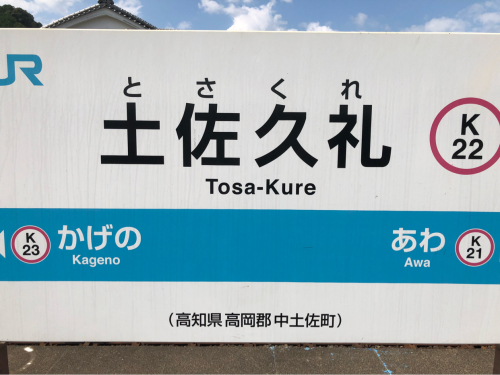 JR
とさくれ
土佐久礼
K
22
Tosa-Kure
K
23
かげの
Kageno
あわ
Awa
K
21
（高知県高岡郡中土佐町）